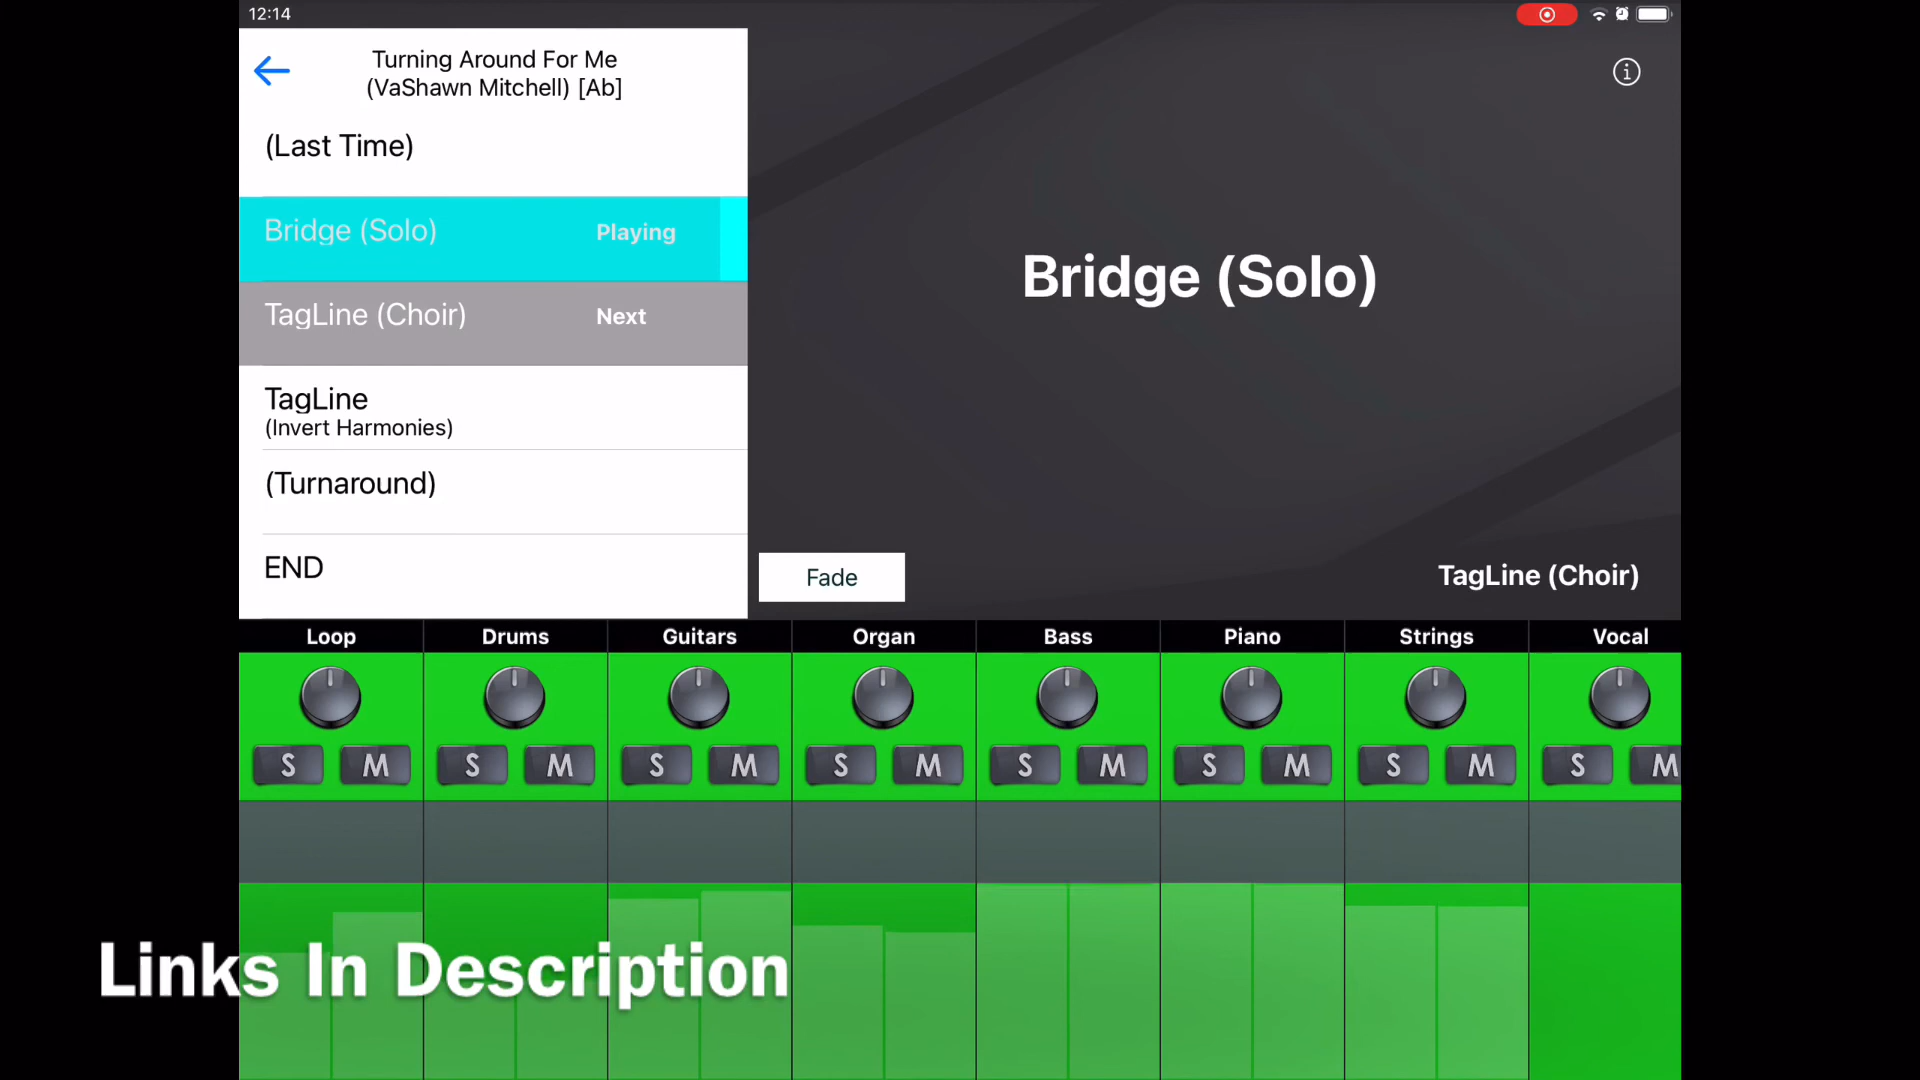 12:14
Turning Around For Me
(VaShawn Mitchell) [Ab]
(Last Time)
Bridge (Solo) Playing
TagLine (Choir) Next
TagLine
(Invert Harmonies)
(Turnaround)
END
Bridge (Solo)
Fade
TagLine (Choir)
Loop Drums Guitars Organ Bass Piano Strings Vocal
S M S M S M S M S M S M S M S M
Links In Description